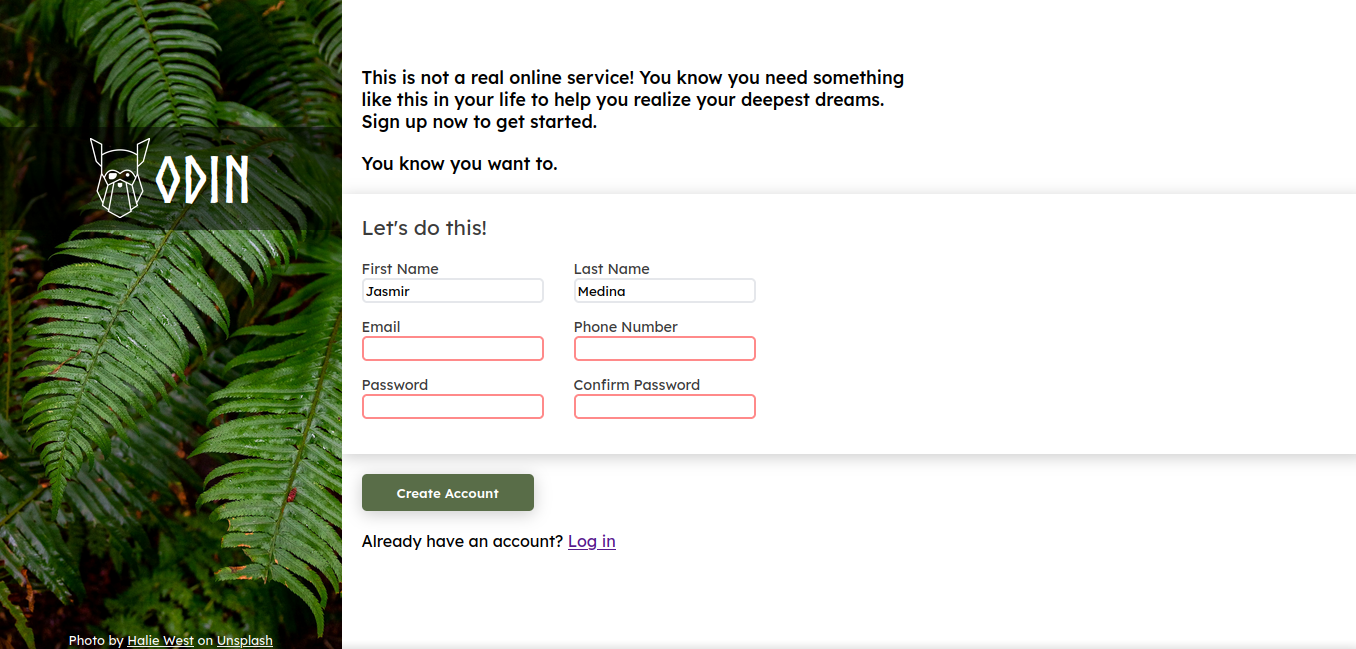 ODIN
Photo by Halie West on Unsplash
This is not a real online service! You know you need something
like this in your life to help you realize your deepest dreams.
Sign up now to get started.
You know you want to.
Let's do this!
First Name
Last Name
Jasmir
Medina
Email
Phone Number
Password
Confirm Password
Create Account
Already have an account? Log in